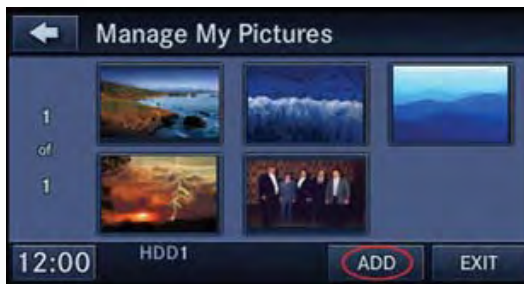 Manage My Pictures
1
of
1
12:00
HDD1
ADD
EXIT